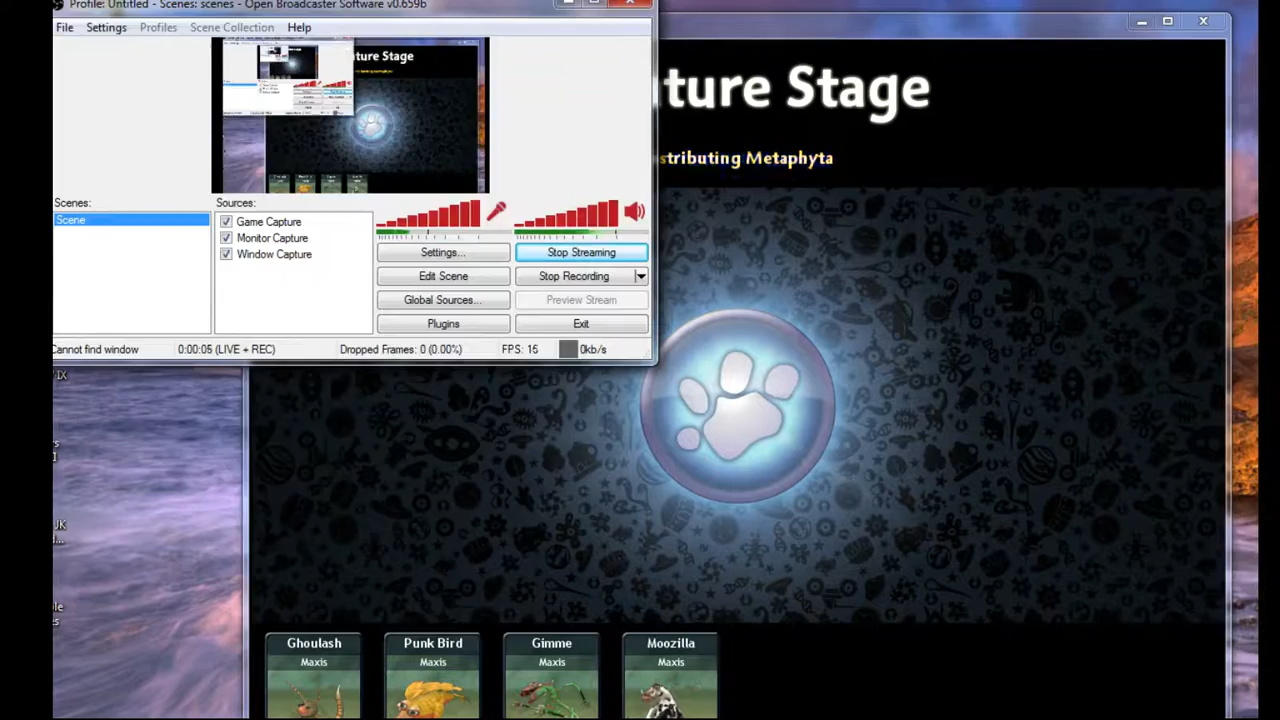 Profile: Untitled - Scenes: scenes - Open Broadcaster Software v0.659b
File Settings Profiles Scene Collection Help
ture Stage
stributing Metaphyta
ture Stage
Scenes:
Scene
Sources:
Game Capture
Monitor Capture
Window Capture
Settings...
Stop Streaming
Edit Scene
Stop Recording
Global Sources...
Preview Stream
Plugins
Exit
Cannot find window
0:00:05 (LIVE + REC)
Dropped Frames: 0 (0.00%)
FPS: 15
0kb/s
IX
JK
Ghoulash
Maxis
Punk Bird
Maxis
Gimme
Maxis
Moozilla
Maxis